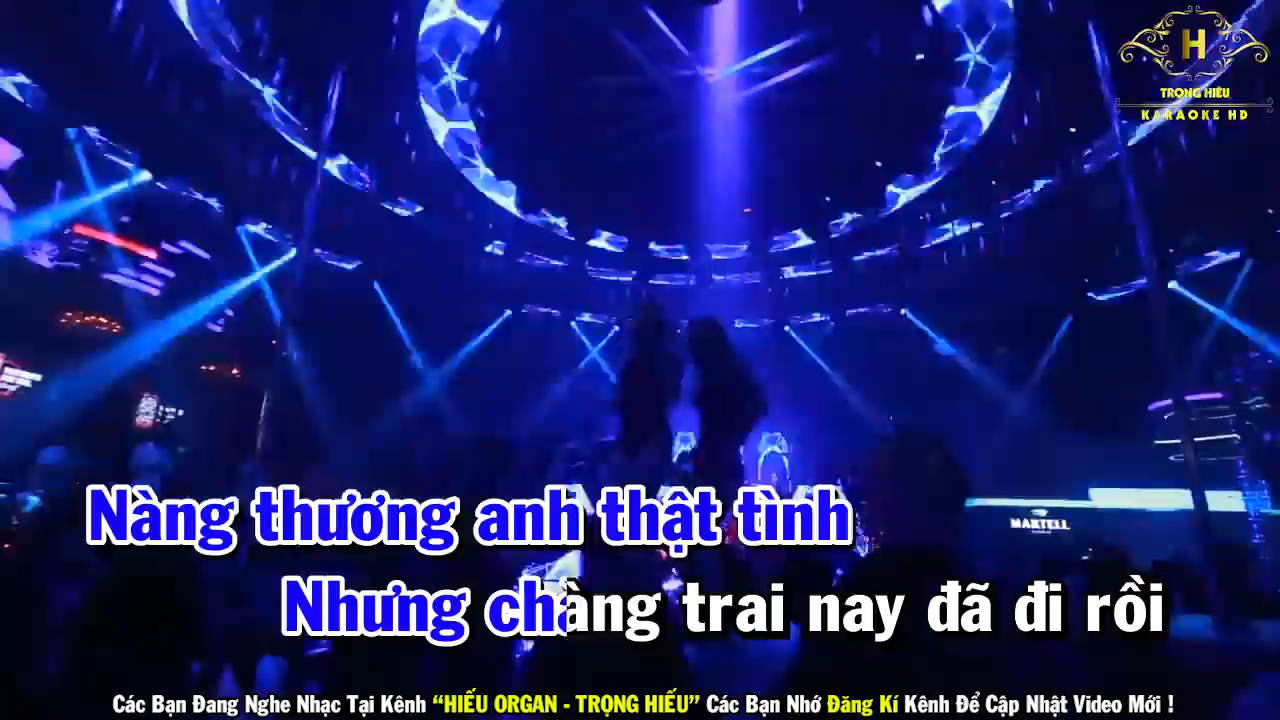 H
TRỌNG HIẾU
KARAOKE HD
MARTELL
Nàng thương anh thật tình
Nhưng chàng trai nay đã đi rồi
Các Bạn Đang Nghe Nhạc Tại Kênh “HIẾU ORGAN - TRỌNG HIẾU” Các Bạn Nhớ Đăng Kí Kênh Để Cập Nhật Video Mới !